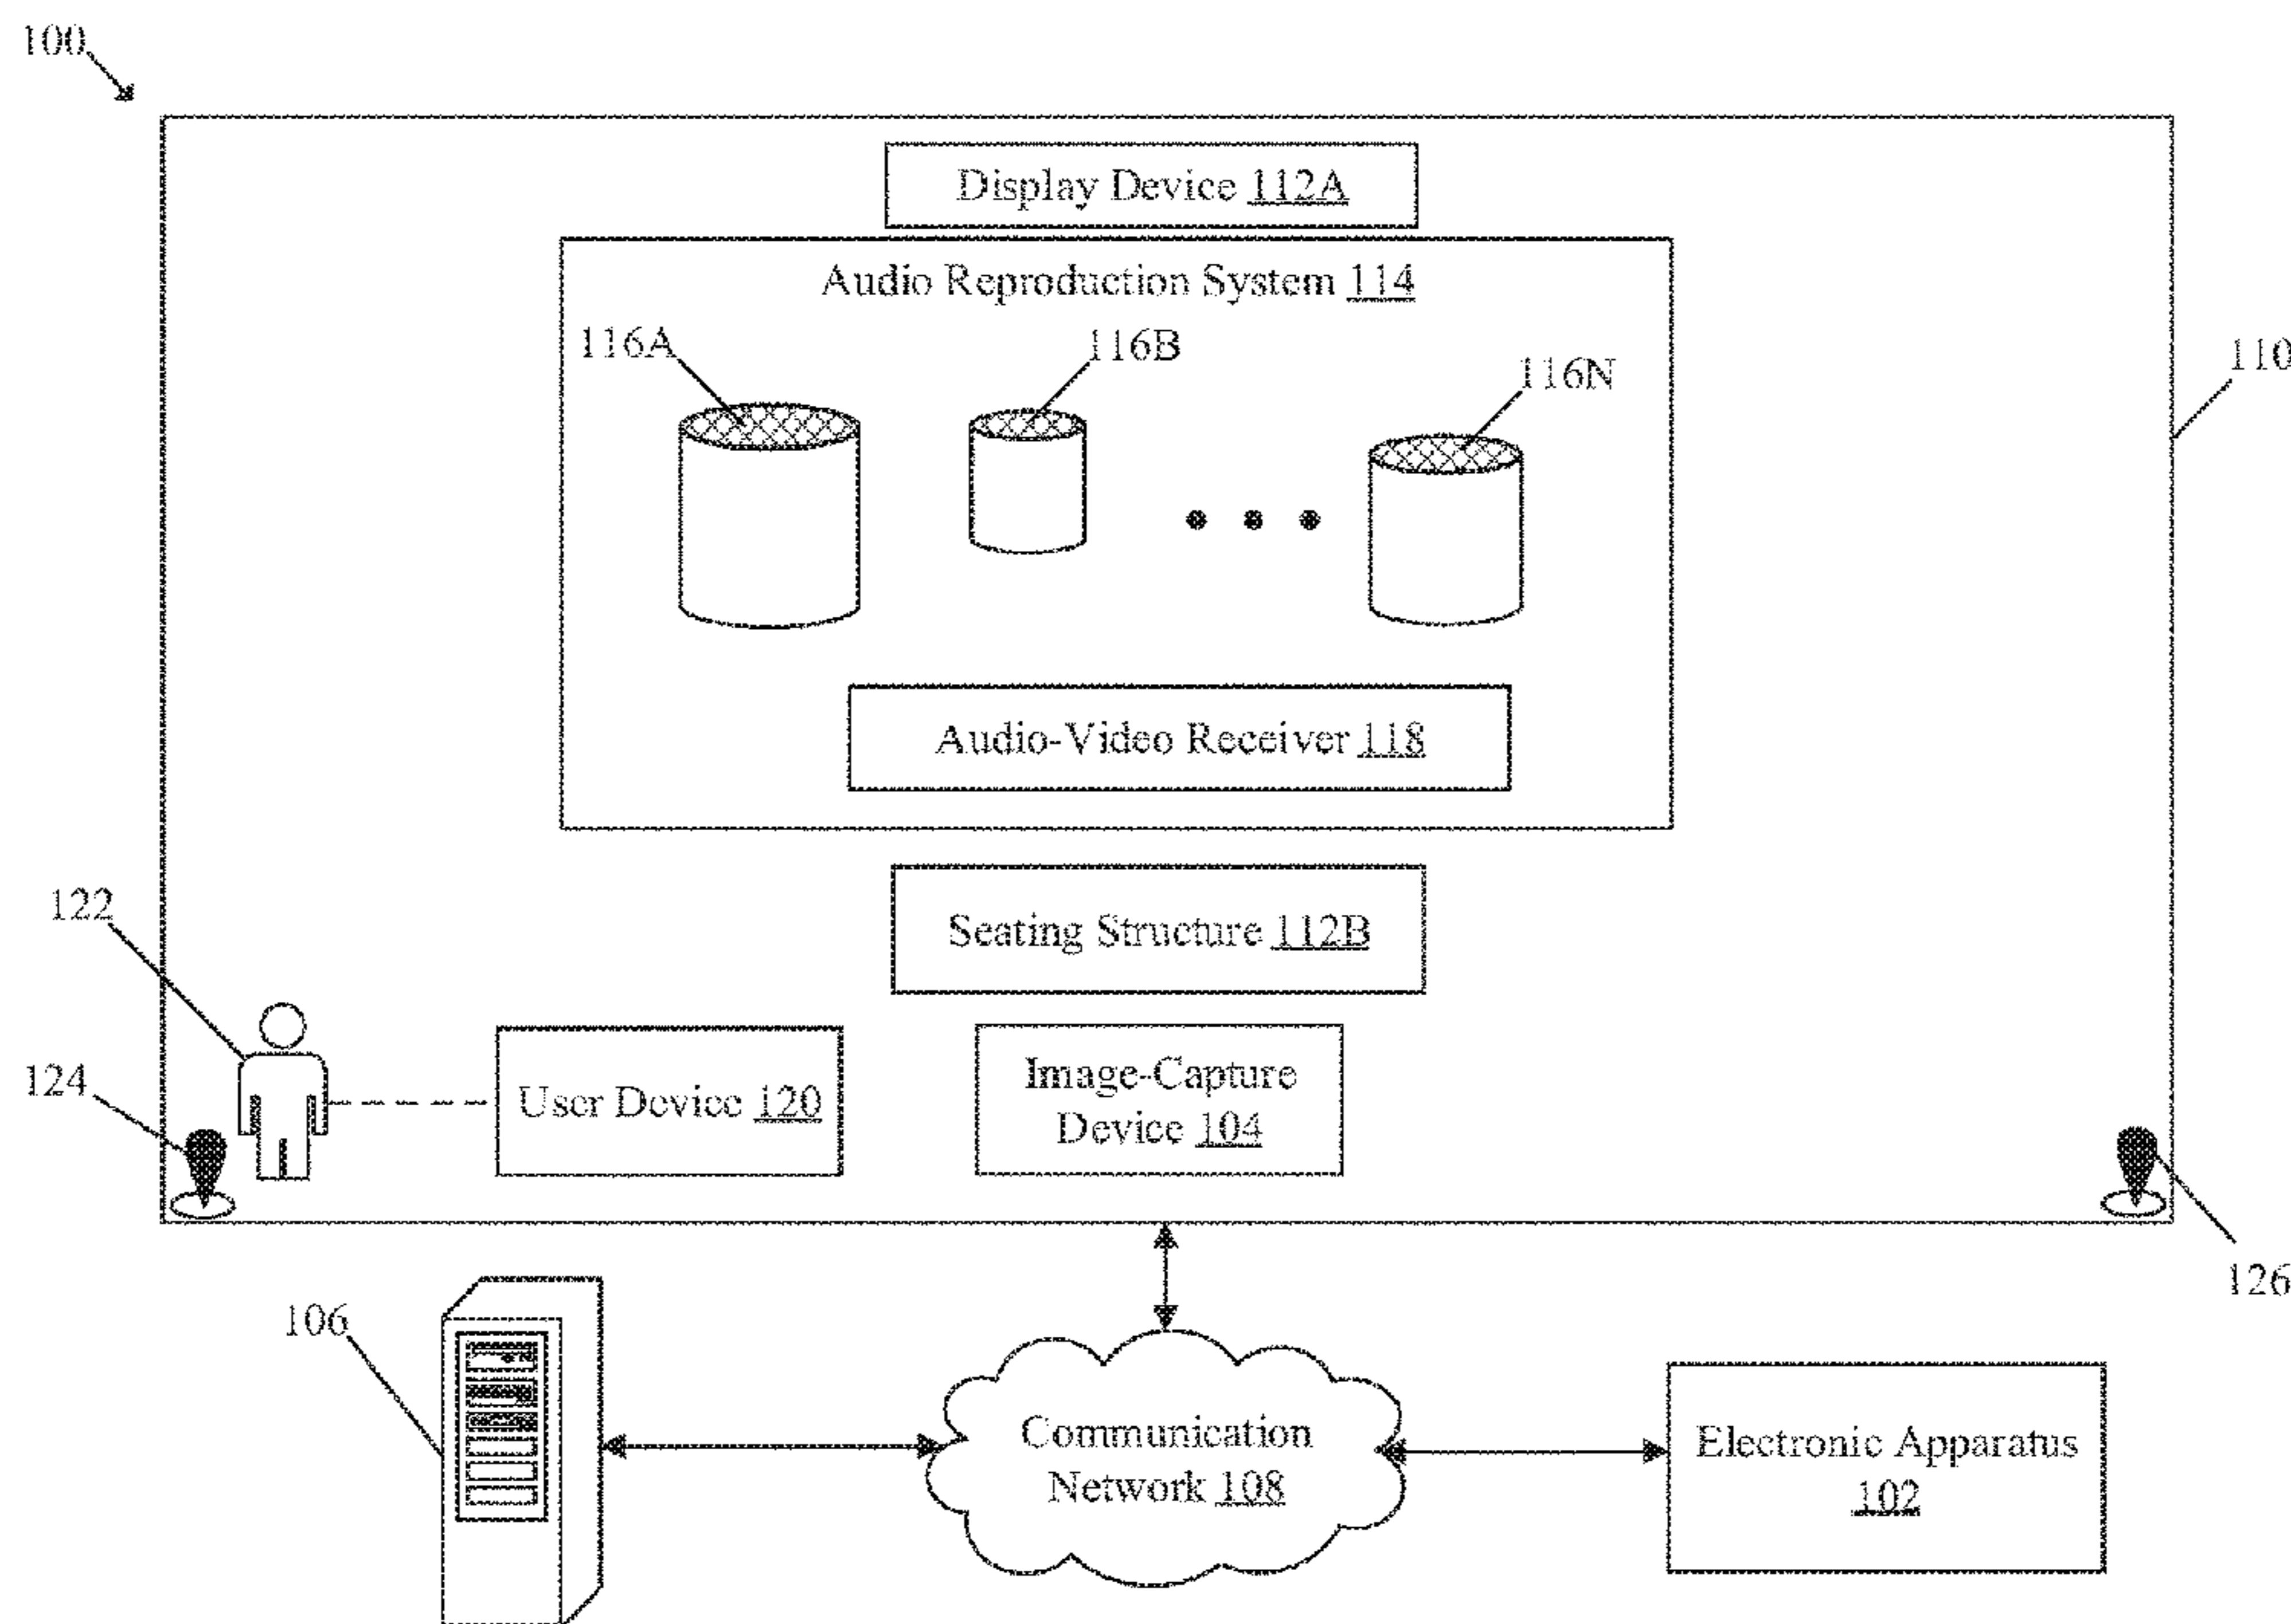 100
Display Device 112A
Audio Reproduction System 114
116A
116B
116N
110
Audio-Video Receiver 118
122
Seating Structure 112B
124
User Device 120
Image-Capture
Device 104
126
106
Communication
Network 108
Electronic Apparatus
102